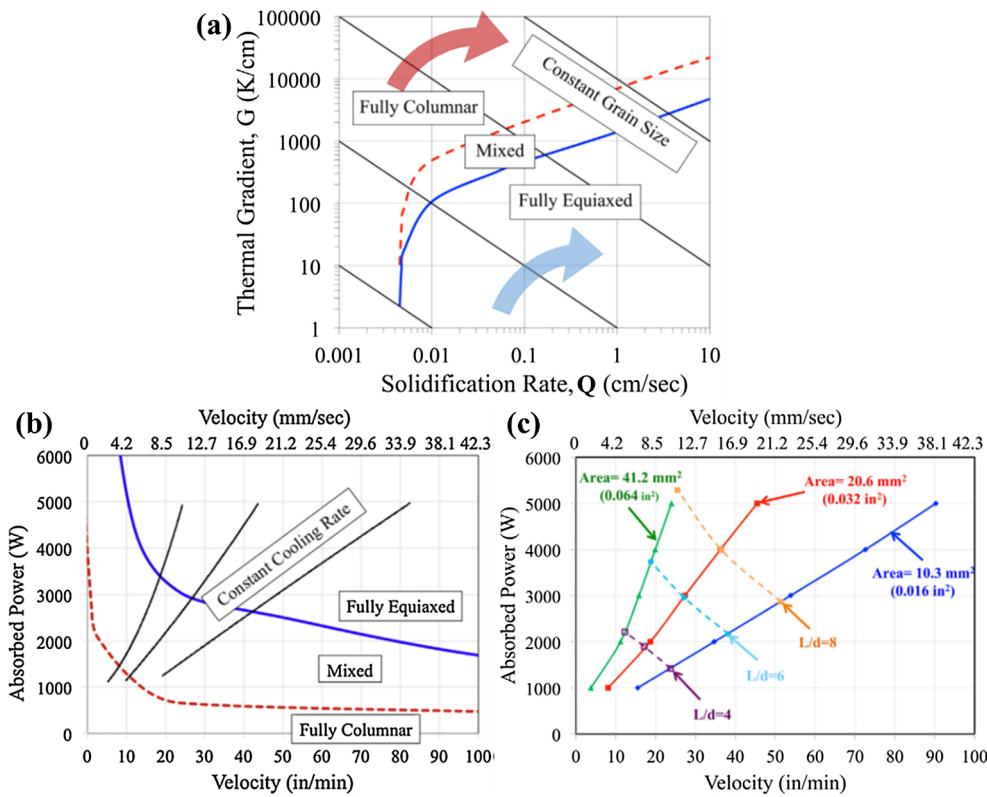 (a)
Thermal Gradient, G (K/cm)
100000
10000
1000
100
10
1
Fully Columnar
Mixed
Constant Grain Size
Fully Equiaxed
0.001 0.01 0.1 1 10
Solidification Rate, Q (cm/sec)
(b)
Velocity (mm/sec)
0 4.2 8.5 12.7 16.9 21.2 25.4 29.6 33.9 38.1 42.3
Absorbed Power (W)
6000
5000
4000
3000
2000
1000
0
Constant Cooling Rate
Fully Equiaxed
Mixed
Fully Columnar
0 10 20 30 40 50 60 70 80 90 100
Velocity (in/min)
(c)
Velocity (mm/sec)
0 4.2 8.5 12.7 16.9 21.2 25.4 29.6 33.9 38.1 42.3
Absorbed Power (W)
6000
5000
4000
3000
2000
1000
0
Area= 41.2 mm²
(0.064 in²)
Area= 20.6 mm²
(0.032 in²)
Area= 10.3 mm²
(0.016 in²)
L/d=8
L/d=6
L/d=4
0 10 20 30 40 50 60 70 80 90 100
Velocity (in/min)